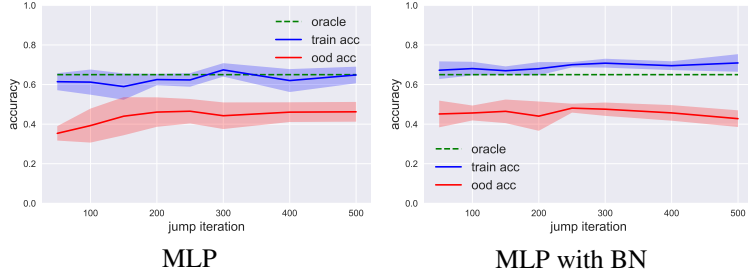 1.0
0.8
0.6
0.4
0.2
0.0
accuracy
100
200
300
400
500
jump iteration
oracle
train acc
ood acc
MLP
1.0
0.8
0.6
0.4
0.2
0.0
accuracy
100
200
300
400
500
jump iteration
oracle
train acc
ood acc
MLP with BN